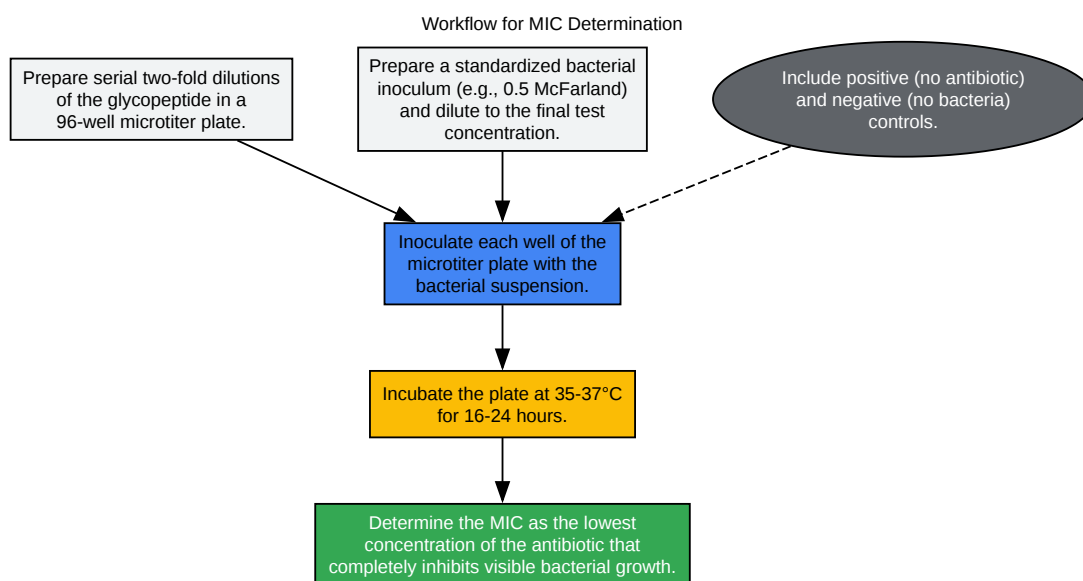 Workflow for MIC Determination
Prepare serial two-fold dilutions
of the glycopeptide in a
96-well microtiter plate.
Prepare a standardized bacterial
inoculum (e.g., 0.5 McFarland)
and dilute to the final test
concentration.
Include positive (no antibiotic)
and negative (no bacteria)
controls.
Inoculate each well of the
microtiter plate with the
bacterial suspension.
Incubate the plate at 35-37°C
for 16-24 hours.
Determine the MIC as the lowest
concentration of the antibiotic that
completely inhibits visible bacterial growth.